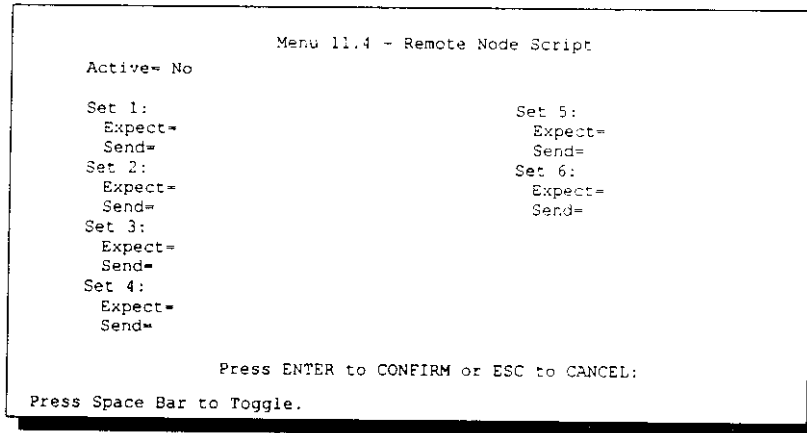 Menu 11.4 - Remote Node Script
Active= No
Set 1:
Expect=
Send=
Set 2:
Expect=
Send=
Set 3:
Expect=
Send=
Set 4:
Expect=
Send=
Set 5:
Expect=
Send=
Set 6:
Expect=
Send=
Press ENTER to CONFIRM or ESC to CANCEL:
Press Space Bar to Toggle.